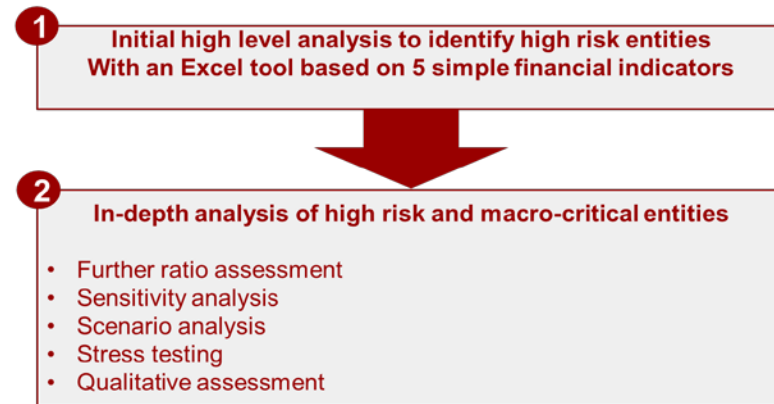 1
Initial high level analysis to identify high risk entities
With an Excel tool based on 5 simple financial indicators
2
In-depth analysis of high risk and macro-critical entities
• Further ratio assessment
• Sensitivity analysis
• Scenario analysis
• Stress testing
• Qualitative assessment